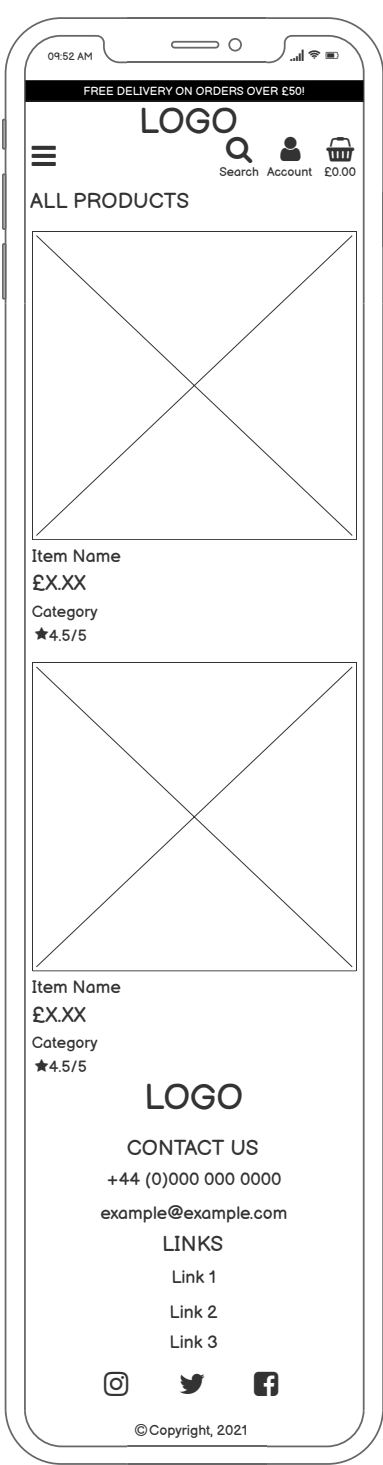 09:52 AM
FREE DELIVERY ON ORDERS OVER £50!
LOGO
Search Account £0.00
ALL PRODUCTS
Item Name
£X.XX
Category
4.5/5
Item Name
£X.XX
Category
4.5/5
LOGO
CONTACT US
+44 (0)000 000 0000
example@example.com
LINKS
Link 1
Link 2
Link 3
©Copyright, 2021